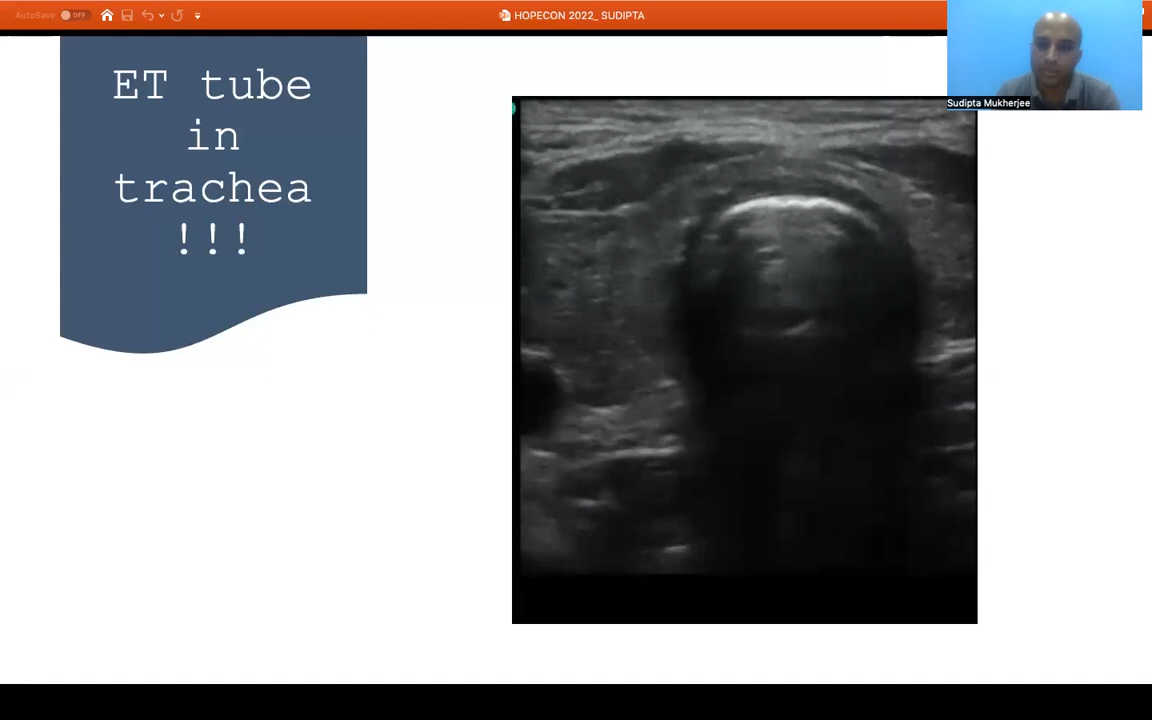 AutoSave OFF
HOPECON 2022_ SUDIPTA
ET tube
in
trachea
!!!
Sudipta Mukherjee